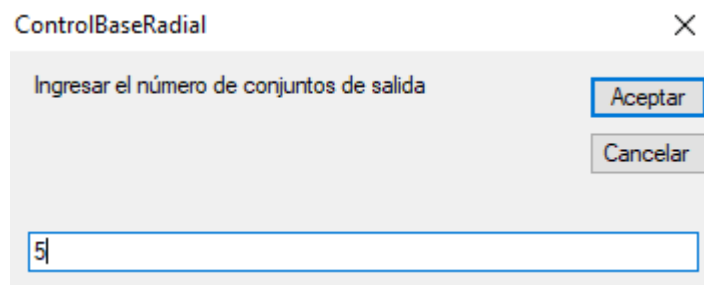 ControlBaseRadial
Ingresar el número de conjuntos de salida
Aceptar
Cancelar
5